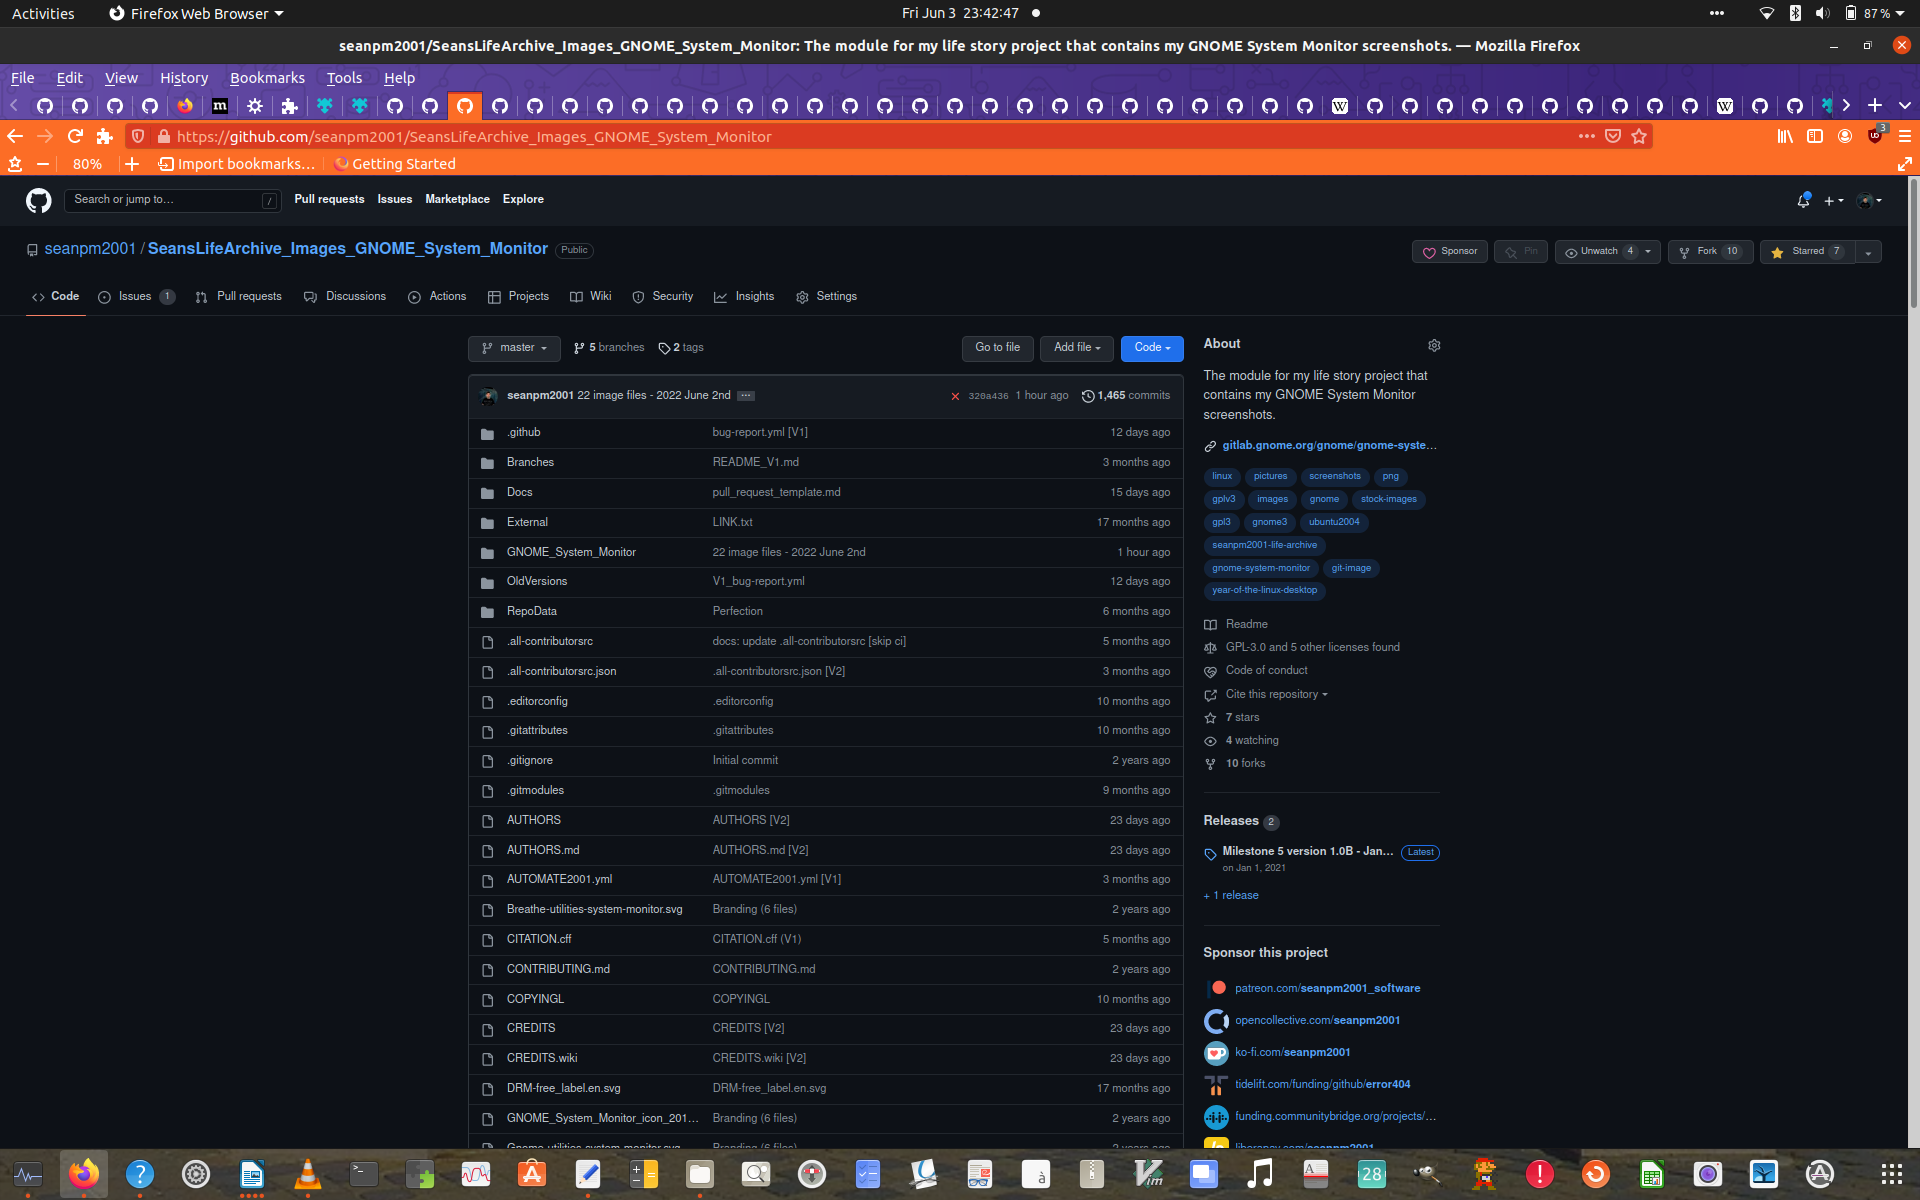 Activities Firefox Web Browser Fri Jun 3 23:42:47 87 %
seanpm2001/SeansLifeArchive_Images_GNOME_System_Monitor: The module for my life story project that contains my GNOME System Monitor screenshots. — Mozilla Firefox
File Edit View History Bookmarks Tools Help
https://github.com/seanpm2001/SeansLifeArchive_Images_GNOME_System_Monitor 3
80% Import bookmarks… Getting Started
Search or jump to… / Pull requests Issues Marketplace Explore
seanpm2001 / SeansLifeArchive_Images_GNOME_System_Monitor Public
Sponsor Pin Unwatch 4 Fork 10 Starred 7
Code Issues 1 Pull requests Discussions Actions Projects Wiki Security Insights Settings
master 5 branches 2 tags Go to file Add file Code
seanpm2001 22 image files - 2022 June 2nd … 320a436 1 hour ago 1,465 commits
.github bug-report.yml [V1] 12 days ago
Branches README_V1.md 3 months ago
Docs pull_request_template.md 15 days ago
External LINK.txt 17 months ago
GNOME_System_Monitor 22 image files - 2022 June 2nd 1 hour ago
OldVersions V1_bug-report.yml 12 days ago
RepoData Perfection 6 months ago
.all-contributorsrc docs: update .all-contributorsrc [skip ci] 5 months ago
.all-contributorsrc.json .all-contributorsrc.json [V2] 3 months ago
.editorconfig .editorconfig 10 months ago
.gitattributes .gitattributes 10 months ago
.gitignore Initial commit 2 years ago
.gitmodules .gitmodules 9 months ago
AUTHORS AUTHORS [V2] 23 days ago
AUTHORS.md AUTHORS.md [V2] 23 days ago
AUTOMATE2001.yml AUTOMATE2001.yml [V1] 3 months ago
Breathe-utilities-system-monitor.svg Branding (6 files) 2 years ago
CITATION.cff CITATION.cff (V1) 5 months ago
CONTRIBUTING.md CONTRIBUTING.md 2 years ago
COPYINGL COPYINGL 10 months ago
CREDITS CREDITS [V2] 23 days ago
CREDITS.wiki CREDITS.wiki [V2] 23 days ago
DRM-free_label.en.svg DRM-free_label.en.svg 17 months ago
GNOME_System_Monitor_icon_201… Branding (6 files) 2 years ago
Gnome-utilities-system-monitor.svg Branding (6 files) 2 years ago
About
The module for my life story project that
contains my GNOME System Monitor
screenshots.
gitlab.gnome.org/gnome/gnome-syste…
linux pictures screenshots png
gplv3 images gnome stock-images
gpl3 gnome3 ubuntu2004
seanpm2001-life-archive
gnome-system-monitor git-image
year-of-the-linux-desktop
Readme
GPL-3.0 and 5 other licenses found
Code of conduct
Cite this repository
7 stars
4 watching
10 forks
Releases 2
Milestone 5 version 1.0B - Jan… Latest
on Jan 1, 2021
+ 1 release
Sponsor this project
patreon.com/seanpm2001_software
opencollective.com/seanpm2001
ko-fi.com/seanpm2001
tidelift.com/funding/github/error404
funding.communitybridge.org/projects/…
liberapay.com/seanpm2001
28